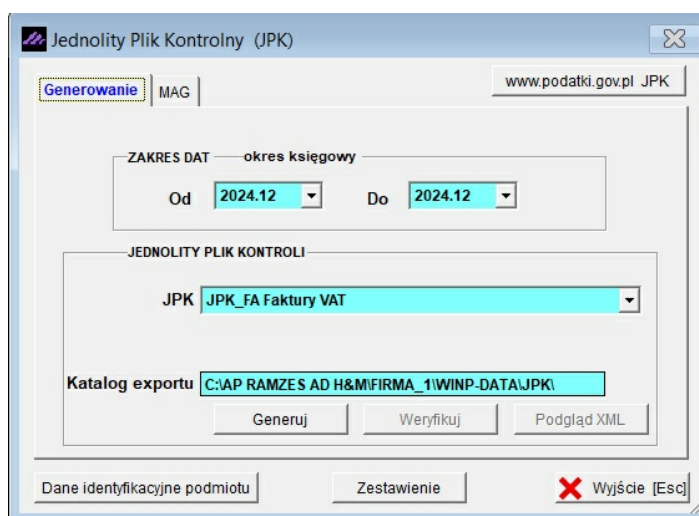 Jednolity Plik Kontrolny (JPK)
Generowanie MAG www.podatki.gov.pl JPK
ZAKRES DAT okres księgowy
Od 2024.12 Do 2024.12
JEDNOLITY PLIK KONTROLI
JPK JPK_FA Faktury VAT
Katalog exportu C:\AP RAMZES AD H&M\FIRMA_1\WINP-DATA\JPK\
Generuj Weryfikuj Podgląd XML
Dane identyfikacyjne podmiotu Zestawienie Wyjście [Esc]